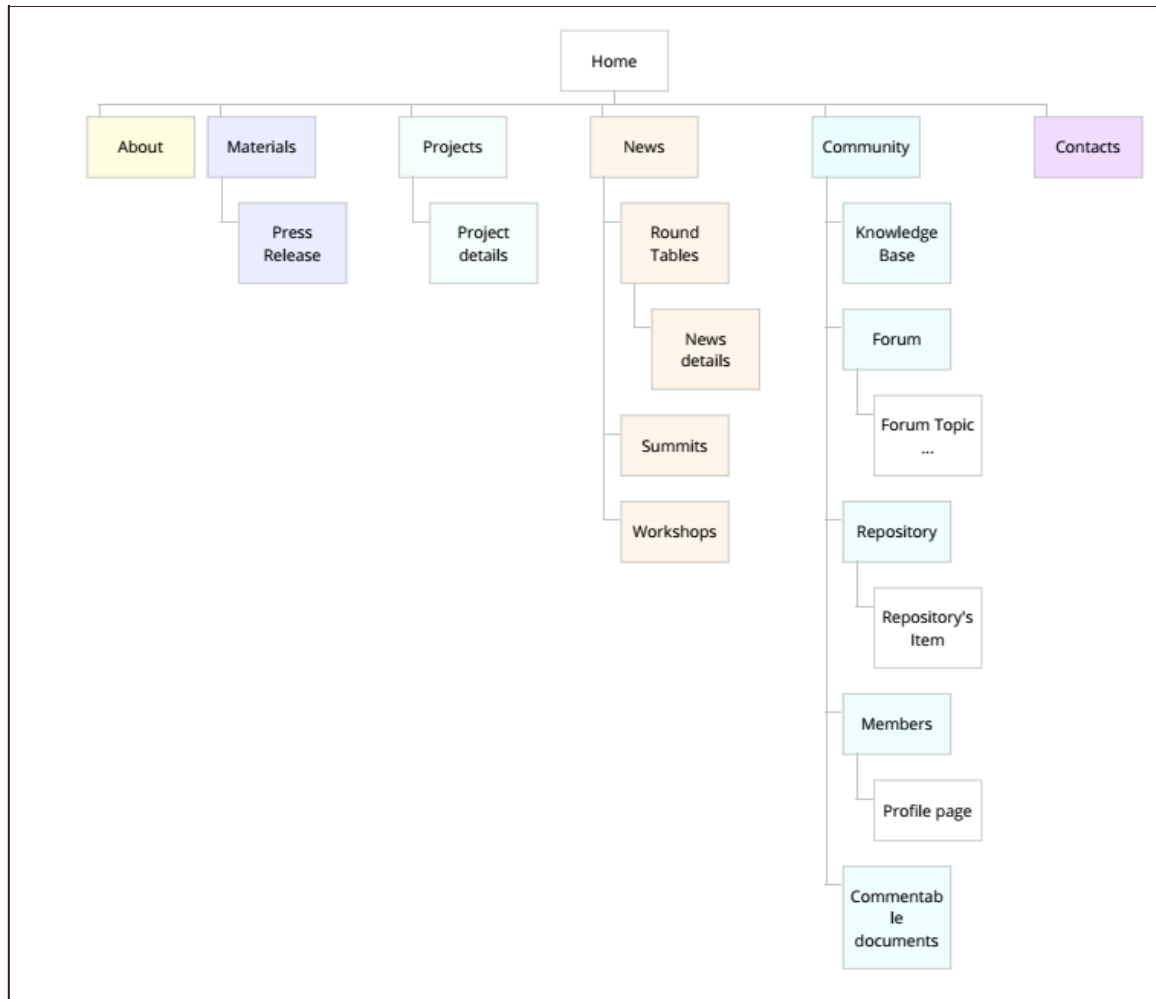 Home
About
Materials
Projects
News
Community
Contacts
Press
Release
Project
details
Round
Tables
News
details
Summits
Workshops
Knowledge
Base
Forum
Forum Topic
...
Repository
Repository's
Item
Members
Profile page
Commentab
le
documents